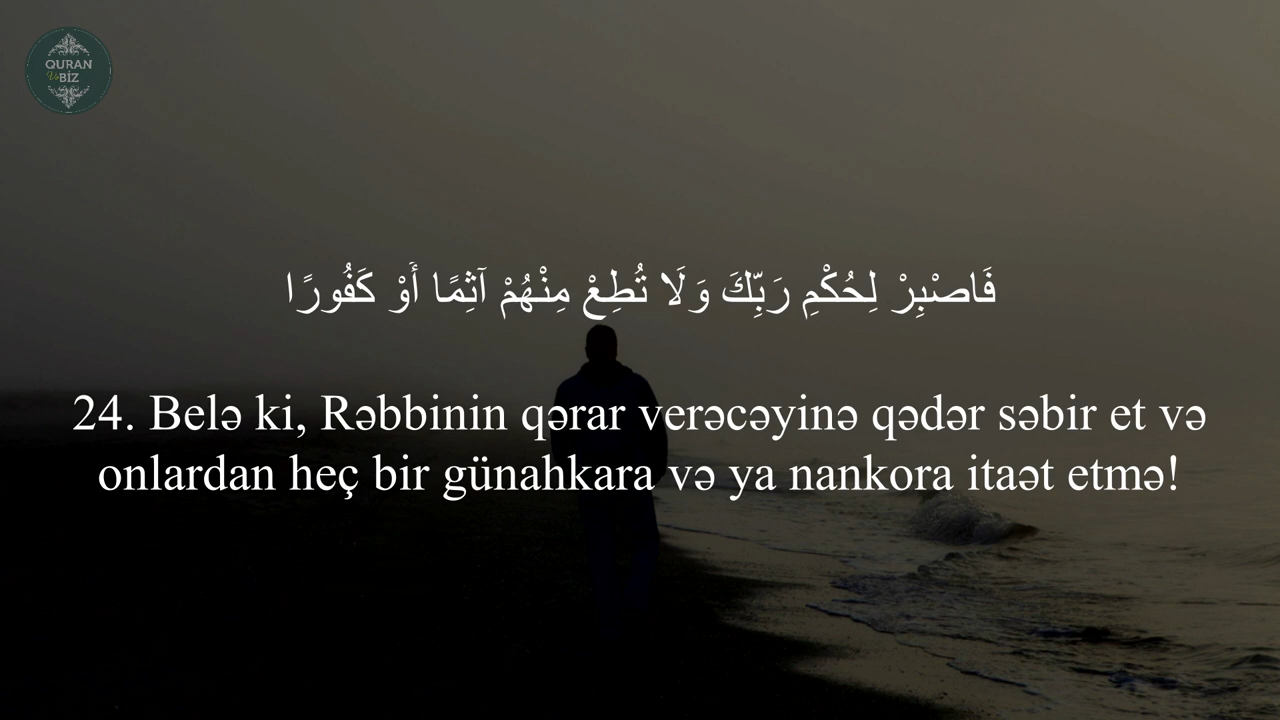 QURAN
Və BİZ
فَاصْبِرْ لِحُكْمِ رَبِّكَ وَلَا تُطِعْ مِنْهُمْ آثِمًا أَوْ كَفُورًا
24. Belə ki, Rəbbinin qərar verəcəyinə qədər səbir et və
onlardan heç bir günahkara və ya nankora itaət etmə!